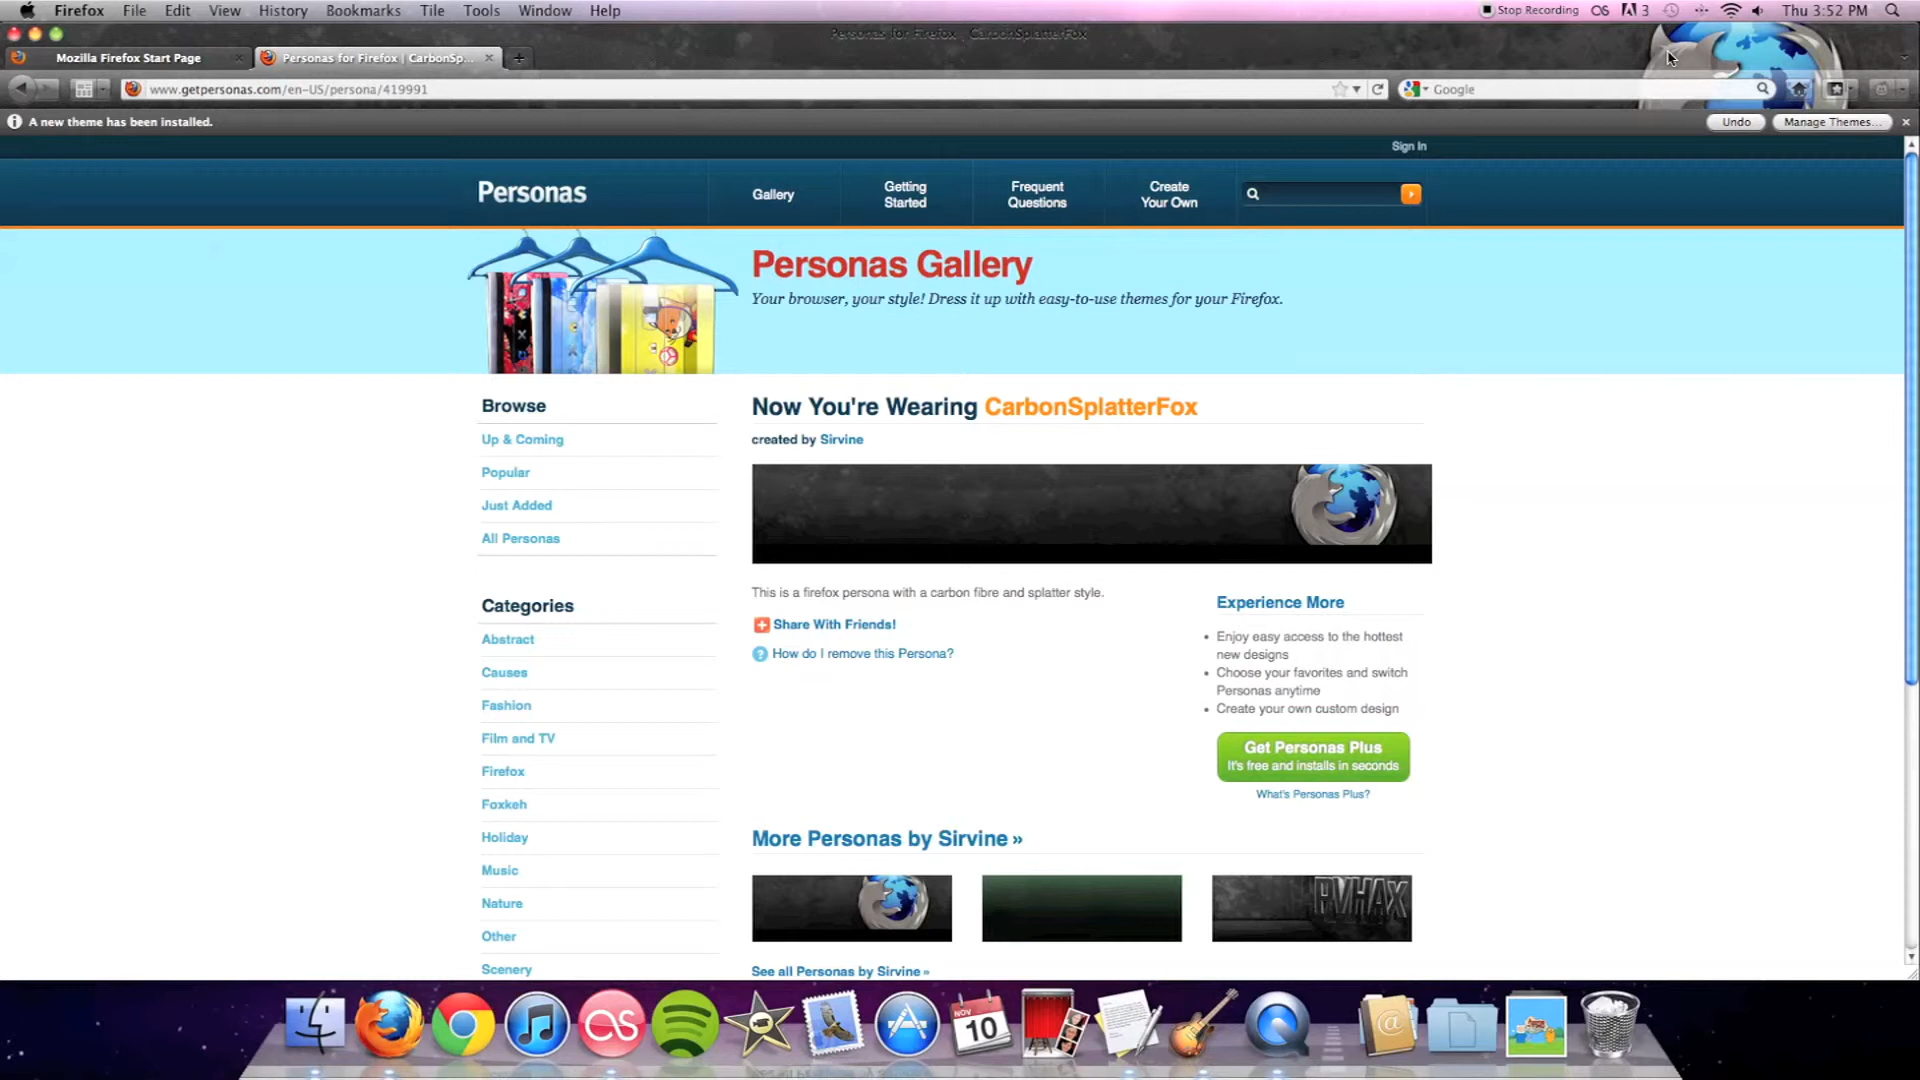 Firefox File Edit View History Bookmarks Tile Tools Window Help
Stop Recording 3 Thu 3:52 PM
Personas for Firefox | CarbonSplatterFox
Mozilla Firefox Start Page
Personas for Firefox | CarbonSp...
www.getpersonas.com/en-US/persona/419991
Google
A new theme has been installed.
Undo
Manage Themes...
Sign In
Personas
Gallery
Getting
Started
Frequent
Questions
Create
Your Own
Personas Gallery
Your browser, your style! Dress it up with easy-to-use themes for your Firefox.
Browse
Up & Coming
Popular
Just Added
All Personas
Categories
Abstract
Causes
Fashion
Film and TV
Firefox
Foxkeh
Holiday
Music
Nature
Other
Scenery
Now You're Wearing CarbonSplatterFox
created by Sirvine
This is a firefox persona with a carbon fibre and splatter style.
Share With Friends!
How do I remove this Persona?
Experience More
• Enjoy easy access to the hottest
new designs
• Choose your favorites and switch
Personas anytime
• Create your own custom design
Get Personas Plus
It's free and installs in seconds
What's Personas Plus?
More Personas by Sirvine »
See all Personas by Sirvine »
NOV
10